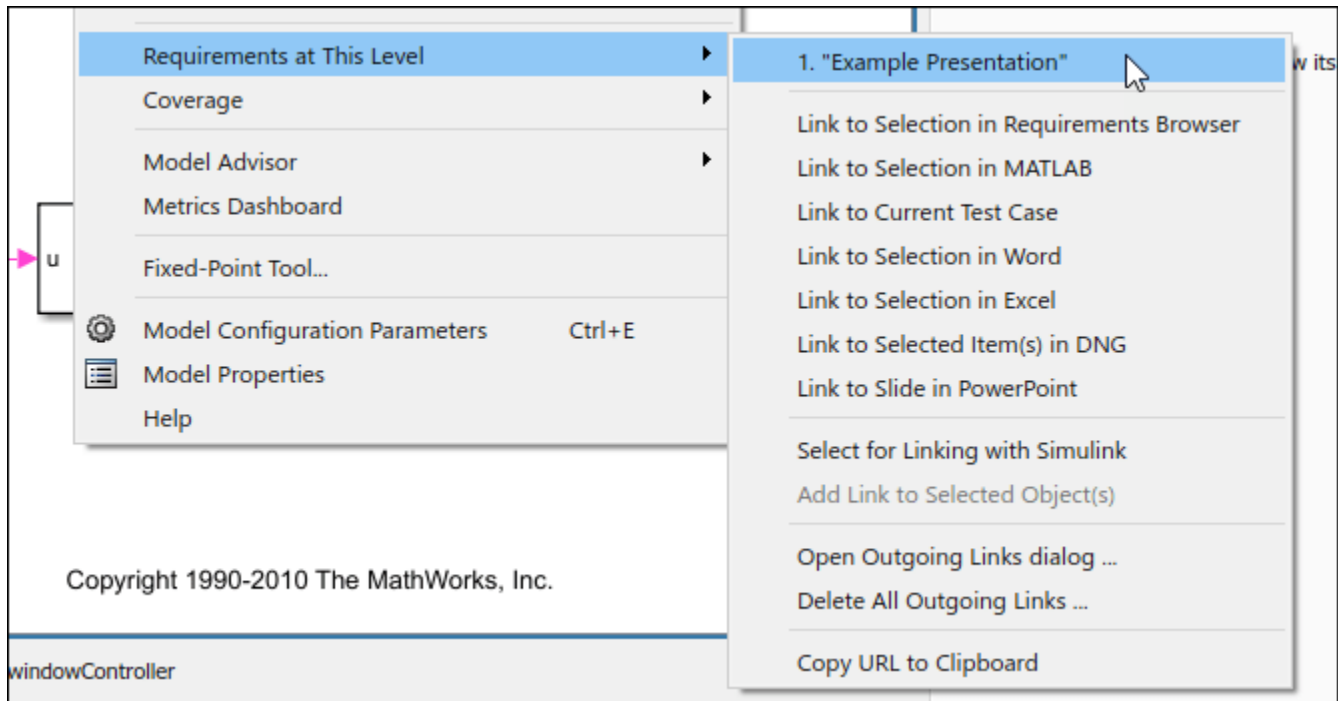 Requirements at This Level
Coverage
Model Advisor
Metrics Dashboard
Fixed-Point Tool...
Model Configuration Parameters Ctrl+E
Model Properties
Help
1. "Example Presentation"
Link to Selection in Requirements Browser
Link to Selection in MATLAB
Link to Current Test Case
Link to Selection in Word
Link to Selection in Excel
Link to Selected Item(s) in DNG
Link to Slide in PowerPoint
Select for Linking with Simulink
Add Link to Selected Object(s)
Open Outgoing Links dialog ...
Delete All Outgoing Links ...
Copy URL to Clipboard
w its
u
Copyright 1990-2010 The MathWorks, Inc.
windowController